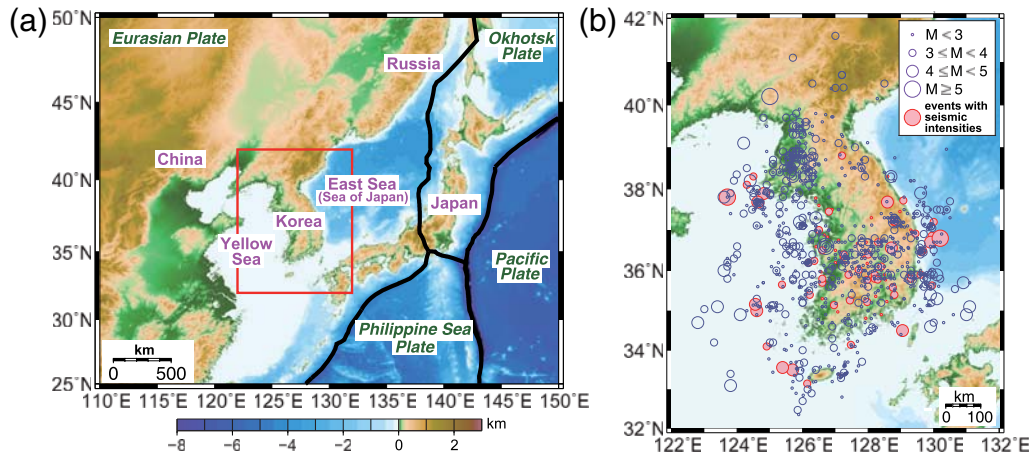 (a)
50°N
45°N
40°N
35°N
30°N
25°N
110°E
115°E
120°E
125°E
130°E
135°E
140°E
145°E
150°E
Eurasian Plate
Okhotsk
Plate
Russia
China
East Sea
(Sea of Japan)
Japan
Korea
Yellow
Sea
Pacific
Plate
Philippine Sea
Plate
km
0 500
−8 −6 −4 −2 0 2
km
(b)
42°N
40°N
38°N
36°N
34°N
32°N
122°E
124°E
126°E
128°E
130°E
132°E
M < 3
3 ≤ M < 4
4 ≤ M < 5
M ≥ 5
events with
seismic
intensities
km
0 100